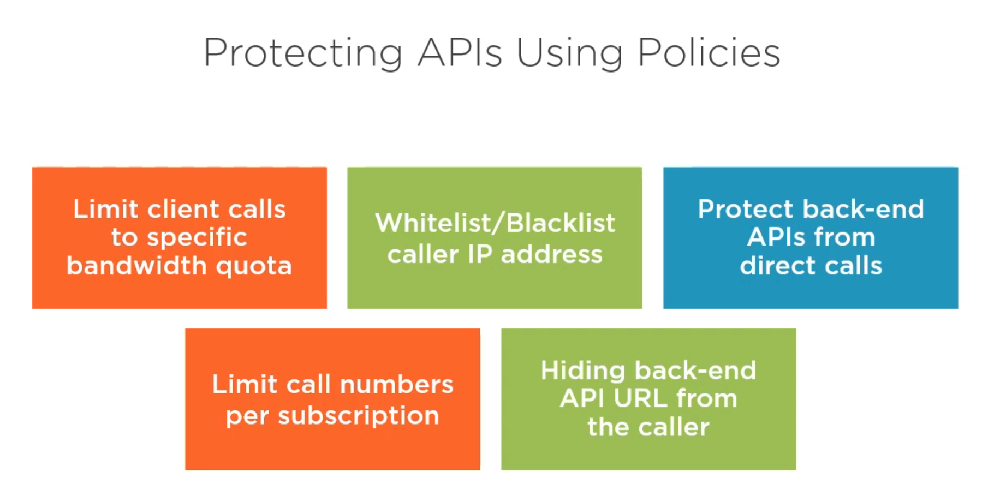 Protecting APIs Using Policies
Limit client calls
to specific
bandwidth quota
Whitelist/Blacklist
caller IP address
Protect back-end
APIs from
direct calls
Limit call numbers
per subscription
Hiding back-end
API URL from
the caller